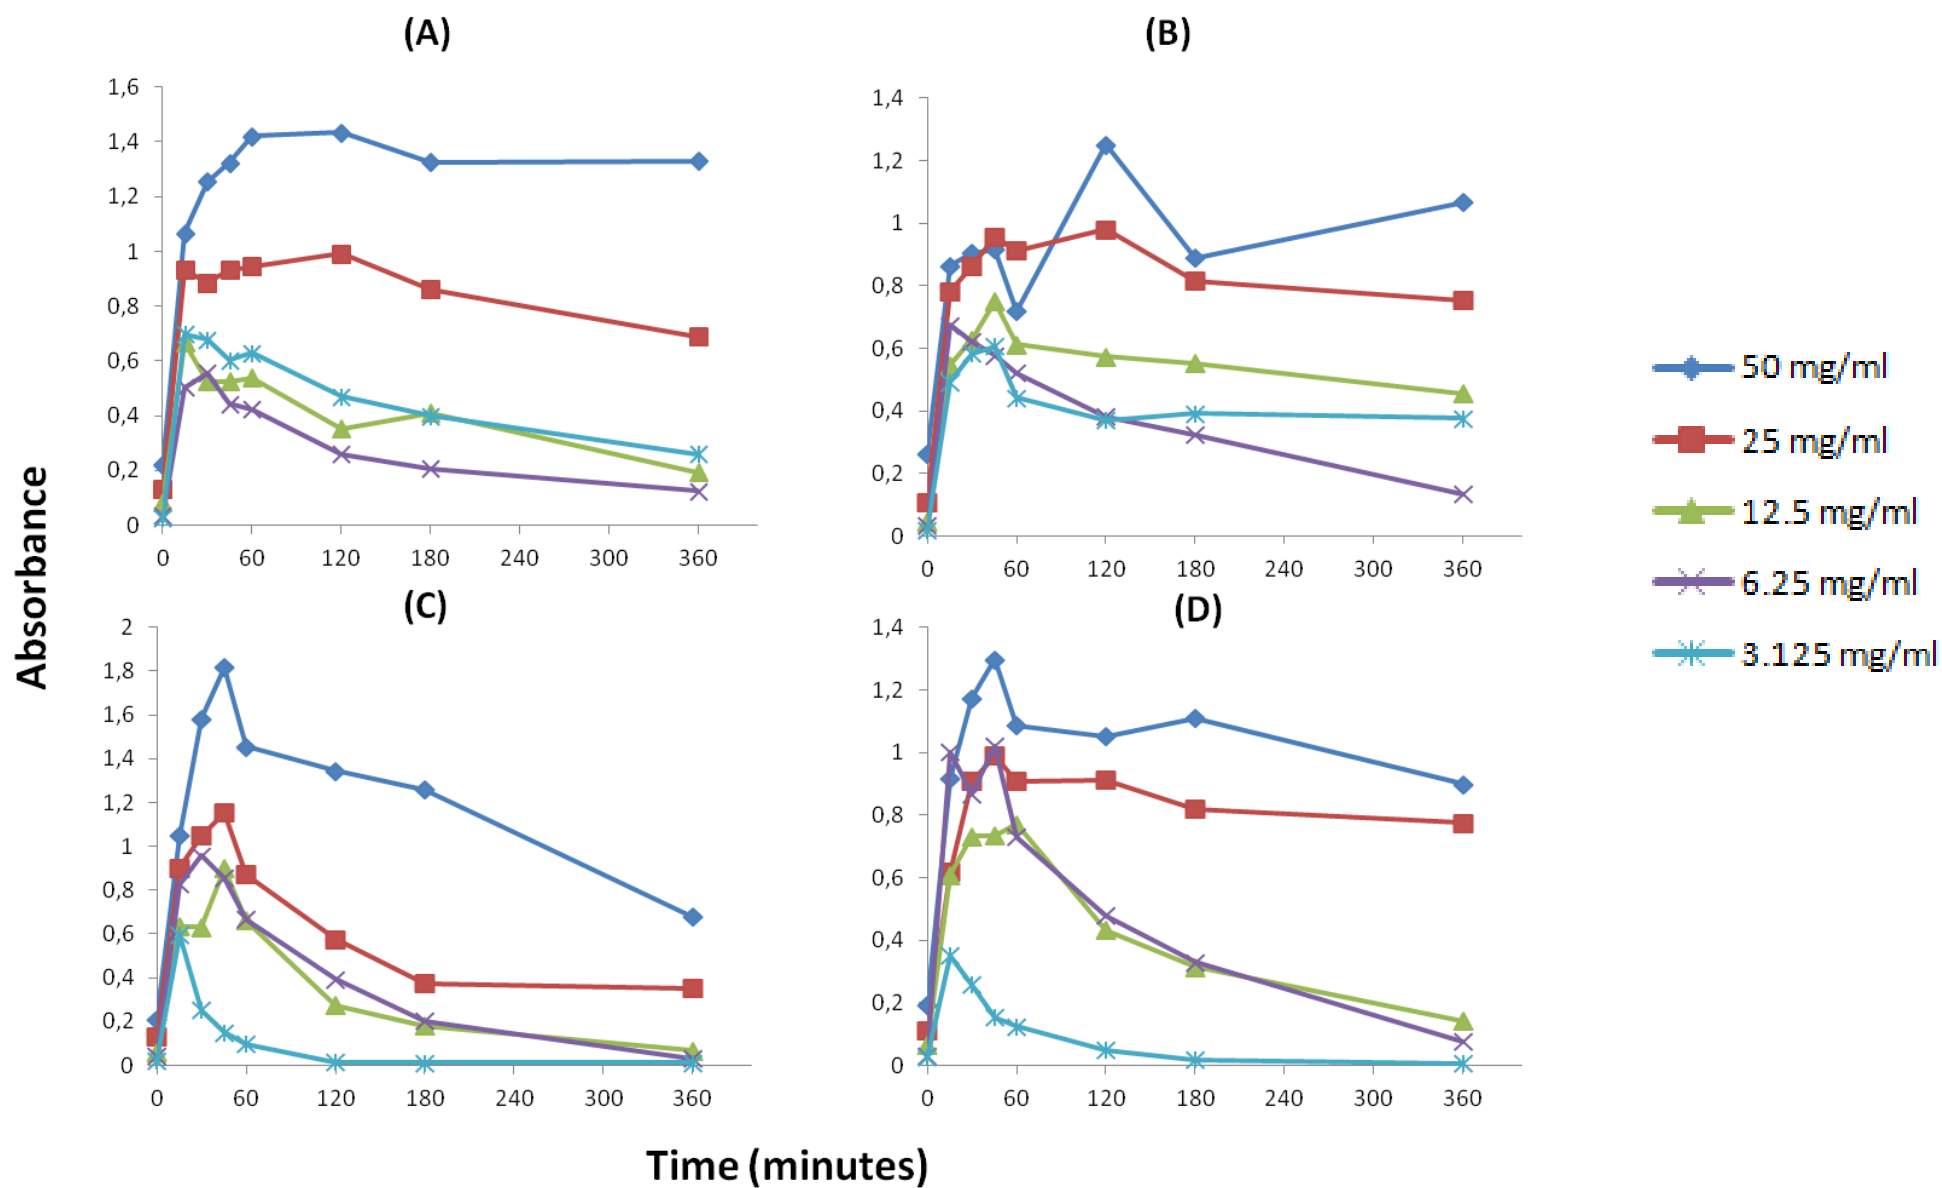 (A)
1,6
1,4
1,2
1
0,8
0,6
0,4
0,2
0
0 60 120 180 240 300 360
(B)
1,4
1,2
1
0,8
0,6
0,4
0,2
0
0 60 120 180 240 300 360
(C)
2
1,8
1,6
1,4
1,2
1
0,8
0,6
0,4
0,2
0
0 60 120 180 240 300 360
(D)
1,4
1,2
1
0,8
0,6
0,4
0,2
0
0 60 120 180 240 300 360
Absorbance
Time (minutes)
50 mg/ml
25 mg/ml
12.5 mg/ml
6.25 mg/ml
3.125 mg/ml